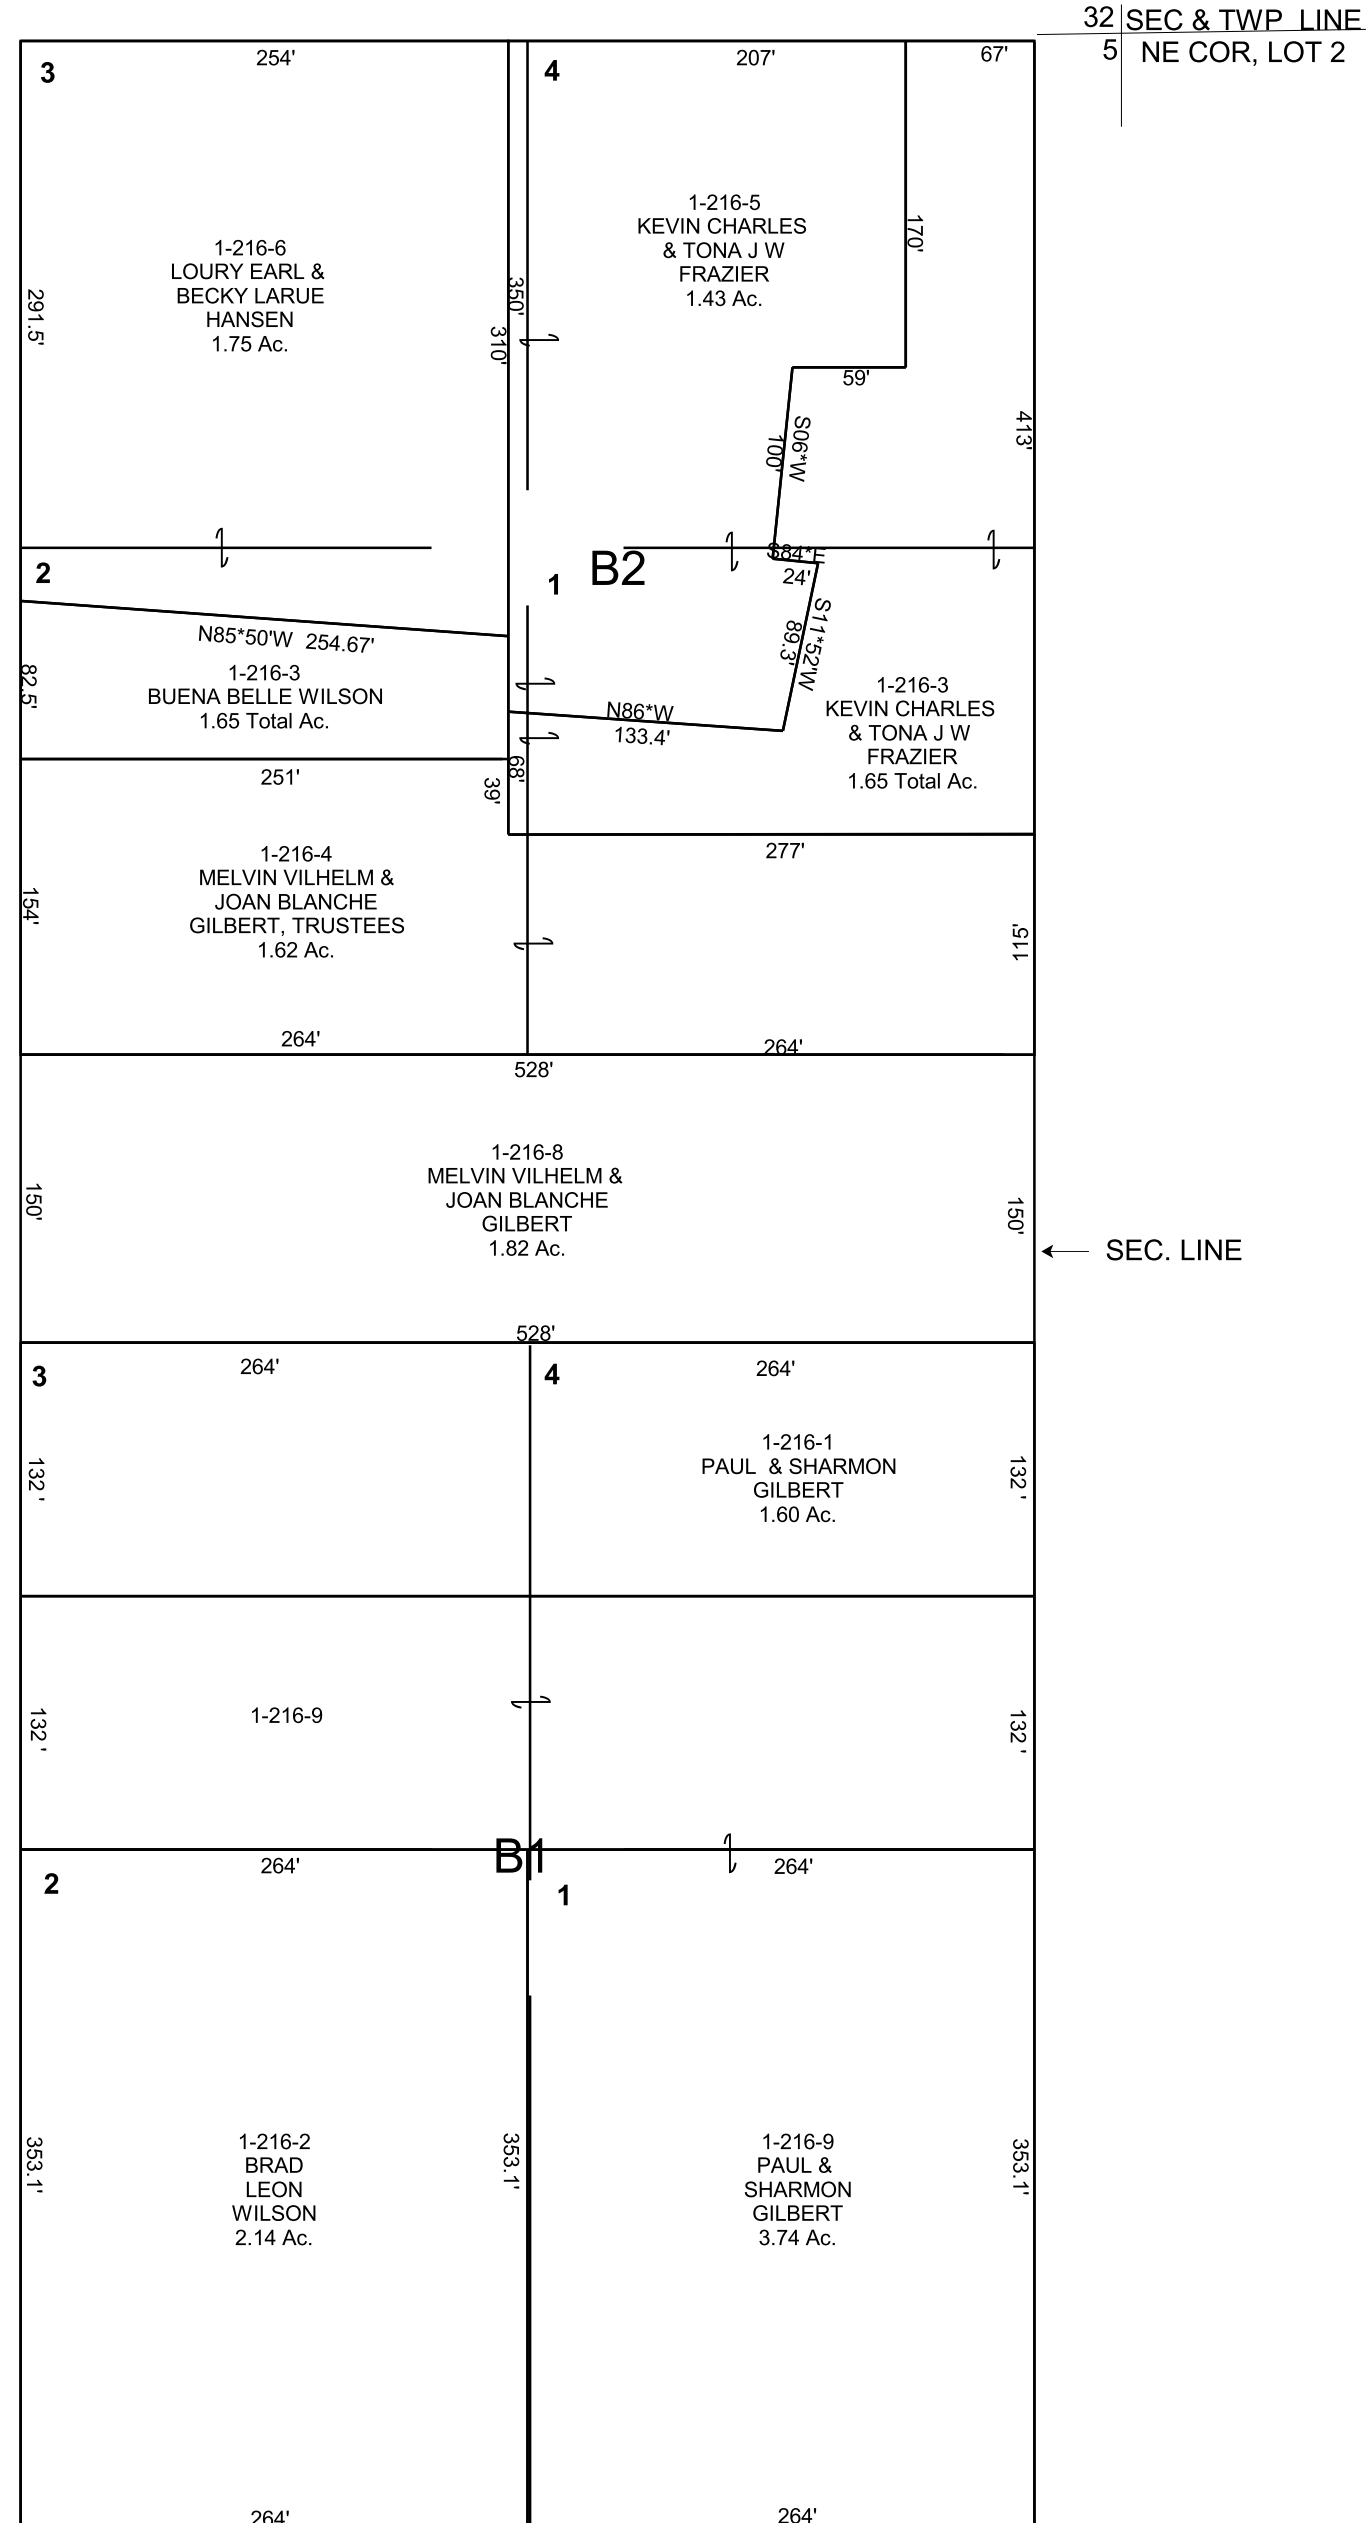 32 SEC & TWP LINE
5 NE COR, LOT 2
3
254'
4
207'
67'
1-216-6
LOURY EARL &
BECKY LARUE
HANSEN
1.75 Ac.
291.5'
350'
310'
1-216-5
KEVIN CHARLES
& TONA J W
FRAZIER
1.43 Ac.
170'
59'
S06*W
100'
413'
2
1
B2
S84*E
24'
S11*52'W
89.3'
N85*50'W 254.67'
82.5'
1-216-3
BUENA BELLE WILSON
1.65 Total Ac.
N86*W
133.4'
1-216-3
KEVIN CHARLES
& TONA J W
FRAZIER
1.65 Total Ac.
251'
39'
68'
277'
1-216-4
MELVIN VILHELM &
JOAN BLANCHE
GILBERT, TRUSTEES
1.62 Ac.
154'
115'
264'
264'
528'
1-216-8
MELVIN VILHELM &
JOAN BLANCHE
GILBERT
1.82 Ac.
150'
150'
SEC. LINE
528'
3
264'
4
264'
132 '
1-216-1
PAUL & SHARMON
GILBERT
1.60 Ac.
132 '
132 '
1-216-9
132 '
B1
2
264'
1
264'
353.1'
1-216-2
BRAD
LEON
WILSON
2.14 Ac.
353.1'
1-216-9
PAUL &
SHARMON
GILBERT
3.74 Ac.
353.1'
264'
264'